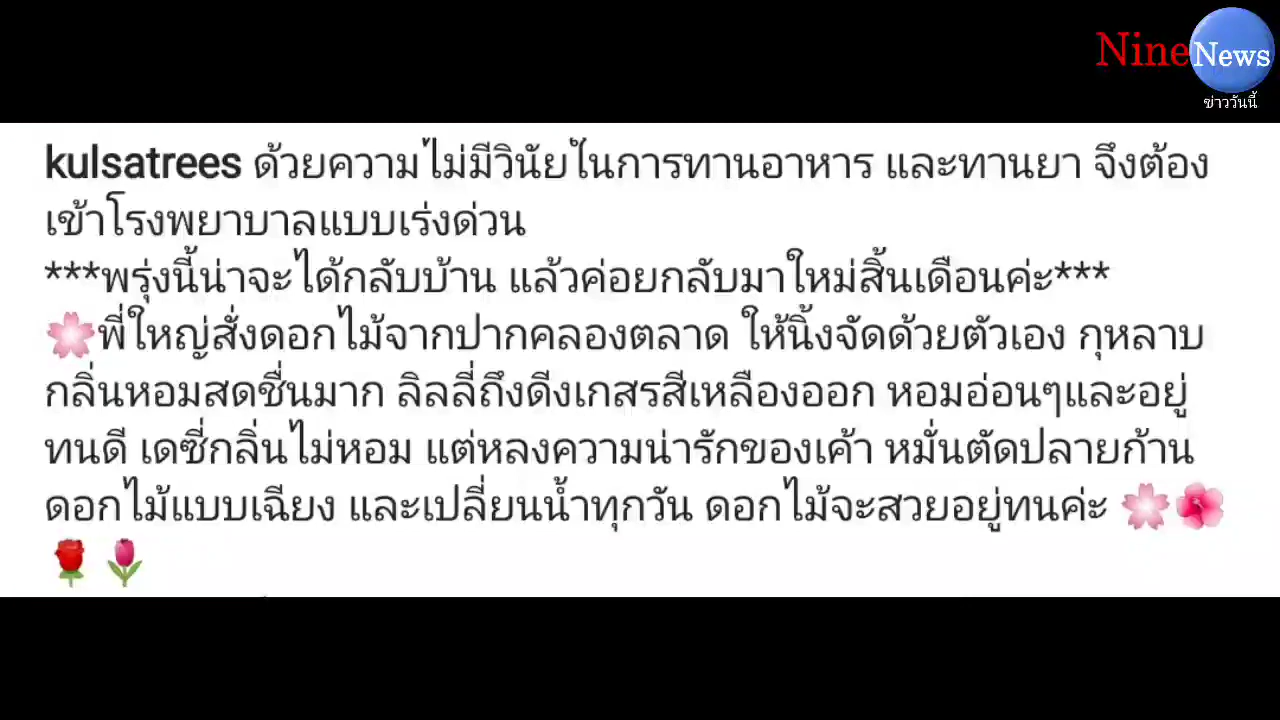 NineNews
ข่าววันนี้
kulsatrees ด้วยความไม่มีวินัยในการทานอาหาร และทานยา จึงต้อง
เข้าโรงพยาบาลแบบเร่งด่วน
***พรุ่งนี้น่าจะได้กลับบ้าน แล้วค่อยกลับมาใหม่สิ้นเดือนค่ะ***
🌸พี่ใหญ่สั่งดอกไม้จากปากคลองตลาด ให้นิ้งจัดด้วยตัวเอง กุหลาบ
กลิ่นหอมสดชื่นมาก ลิลลี่ถึงดึงเกสรสีเหลืองออก หอมอ่อนๆและอยู่
ทนดี เดซี่กลิ่นไม่หอม แต่หลงความน่ารักของเค้า หมั่นตัดปลายก้าน
ดอกไม้แบบเฉียง และเปลี่ยนน้ำทุกวัน ดอกไม้จะสวยอยู่ทนค่ะ 🌸🌺
🌹🌷